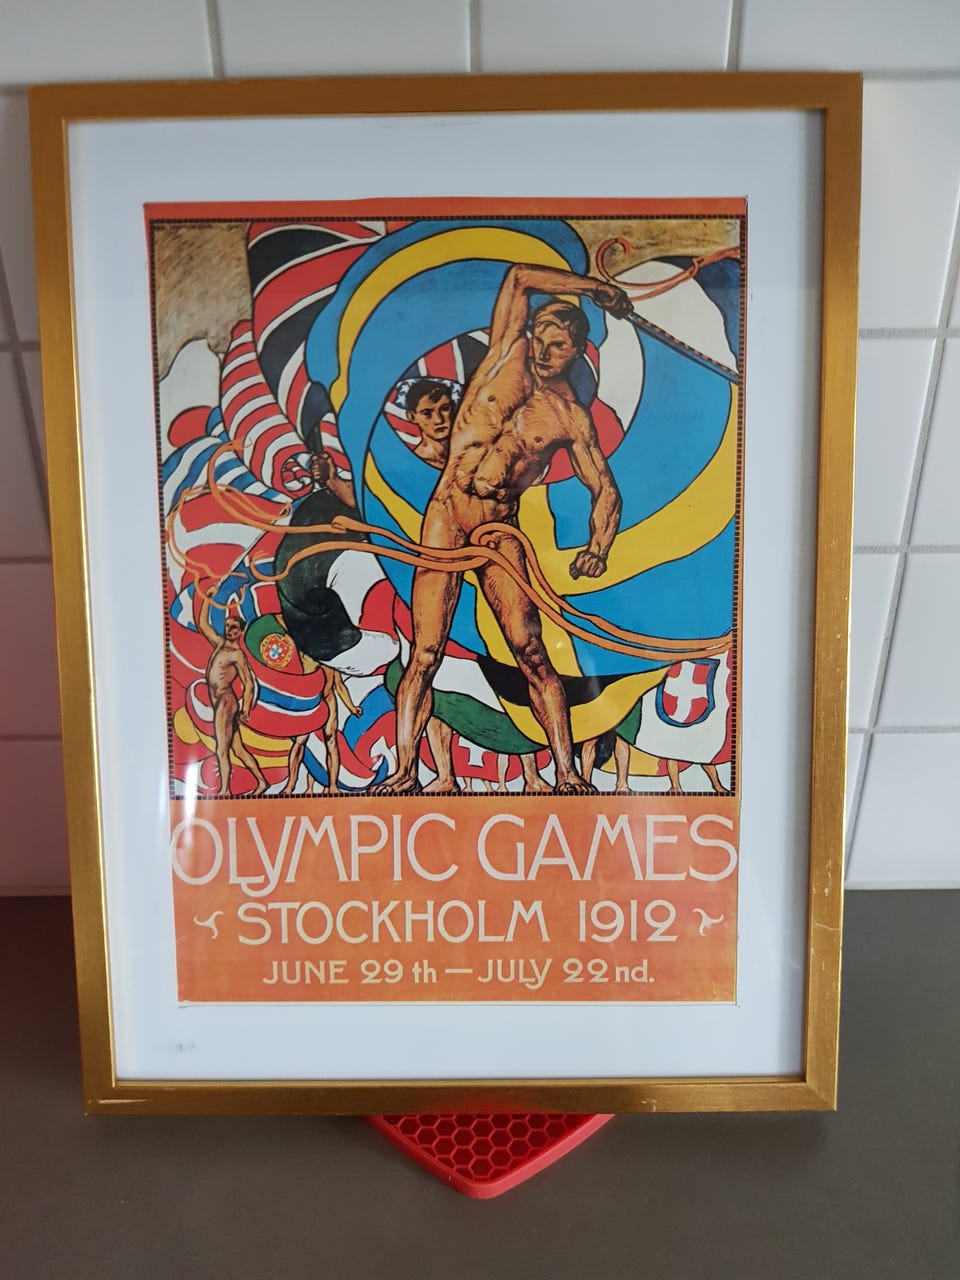 OLYMPIC GAMES
STOCKHOLM 1912
JUNE 29th — JULY 22nd.